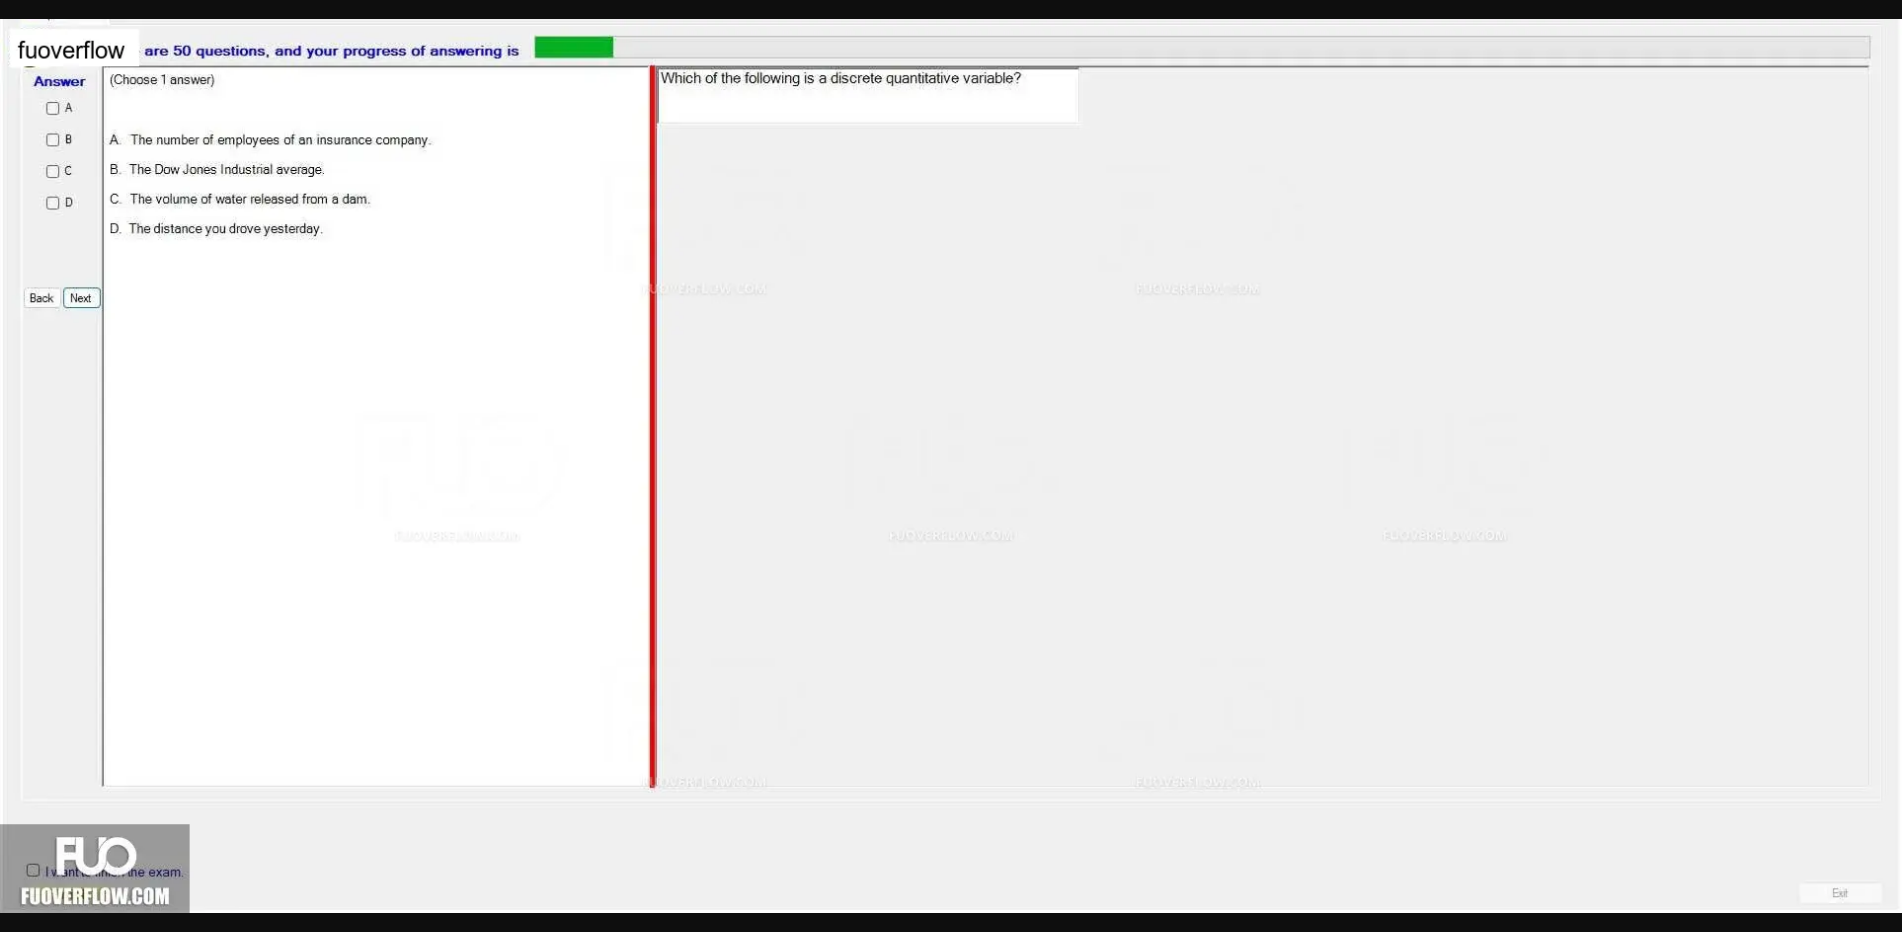 fuoverflow are 50 questions, and your progress of answering is
Answer
(Choose 1 answer)
Which of the following is a discrete quantitative variable?
A
B
C
D
A. The number of employees of an insurance company.
B. The Dow Jones Industrial average.
C. The volume of water released from a dam.
D. The distance you drove yesterday.
Back Next
FUOVERFLOW.COM
FUOVERFLOW.COM
FUOVERFLOW.COM
FUOVERFLOW.COM
FUOVERFLOW.COM
FUOVERFLOW.COM
FUOVERFLOW.COM
FUO
I want to finish the exam.
FUOVERFLOW.COM
Exit